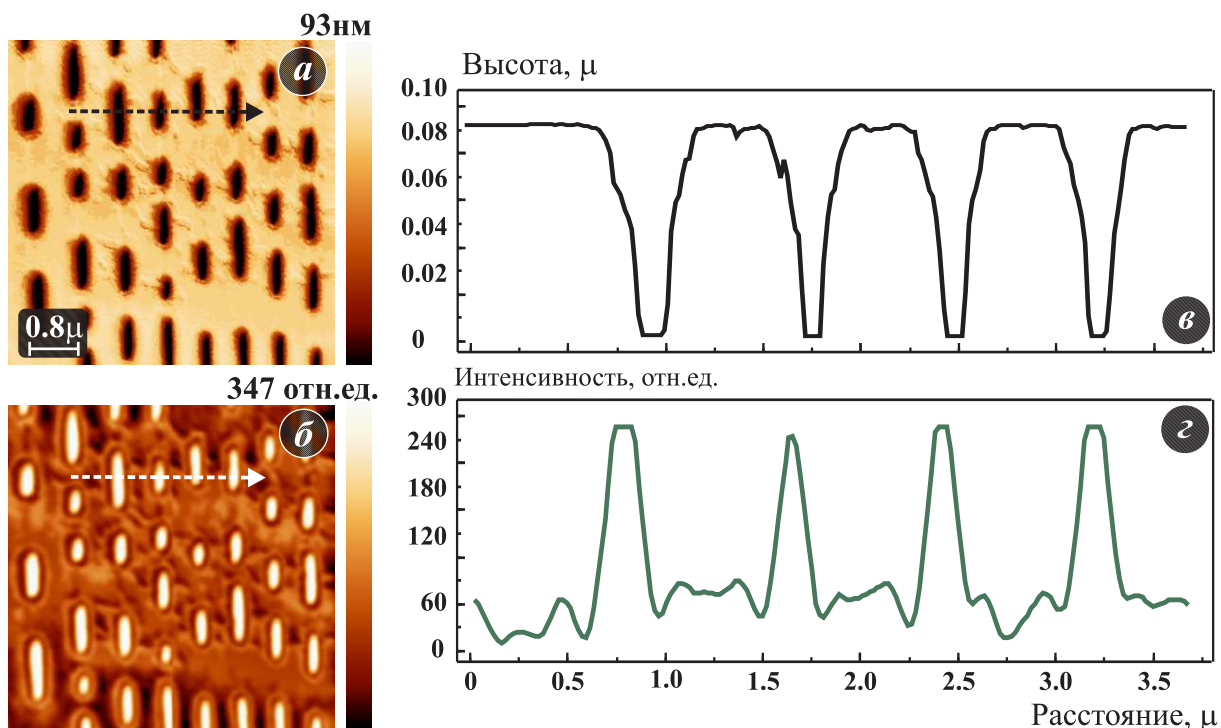 93нм
а
0.8μ
347 отн.ед.
б
Высота, μ
0.10
0.08
0.06
0.04
0.02
0
в
Интенсивность, отн.ед.
300
240
180
120
60
0
г
0 0.5 1.0 1.5 2.0 2.5 3.0 3.5
Расстояние, μ